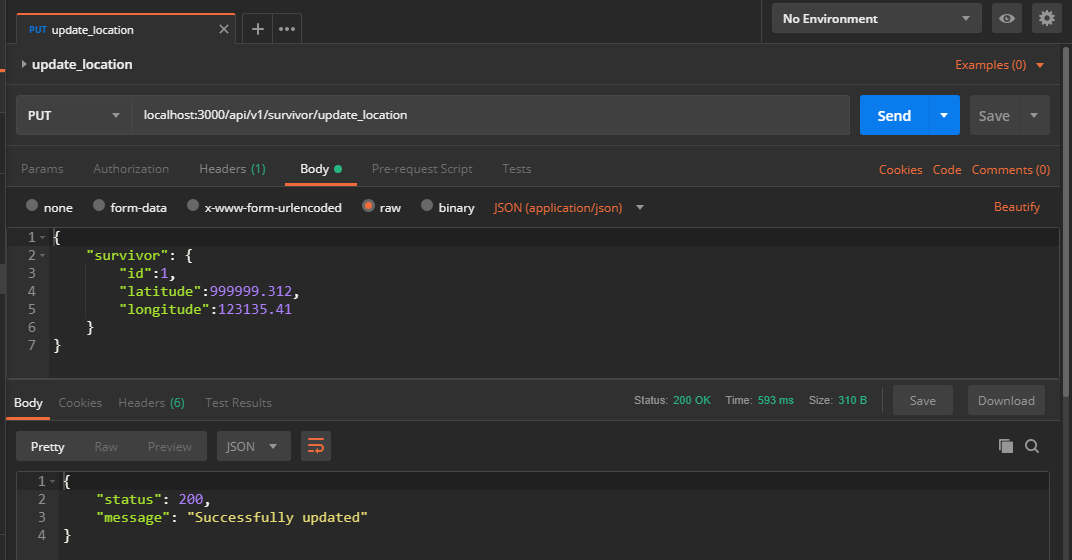 PUT update_location
No Environment
update_location
Examples (0)
PUT localhost:3000/api/v1/survivor/update_location Send Save
Params Authorization Headers (1) Body Pre-request Script Tests Cookies Code Comments (0)
none form-data x-www-form-urlencoded raw binary JSON (application/json) Beautify
1 {
2 "survivor": {
3 "id":1,
4 "latitude":999999.312,
5 "longitude":123135.41
6 }
7 }
Body Cookies Headers (6) Test Results Status: 200 OK Time: 593 ms Size: 310 B Save Download
Pretty Raw Preview JSON
1 {
2 "status": 200,
3 "message": "Successfully updated"
4 }